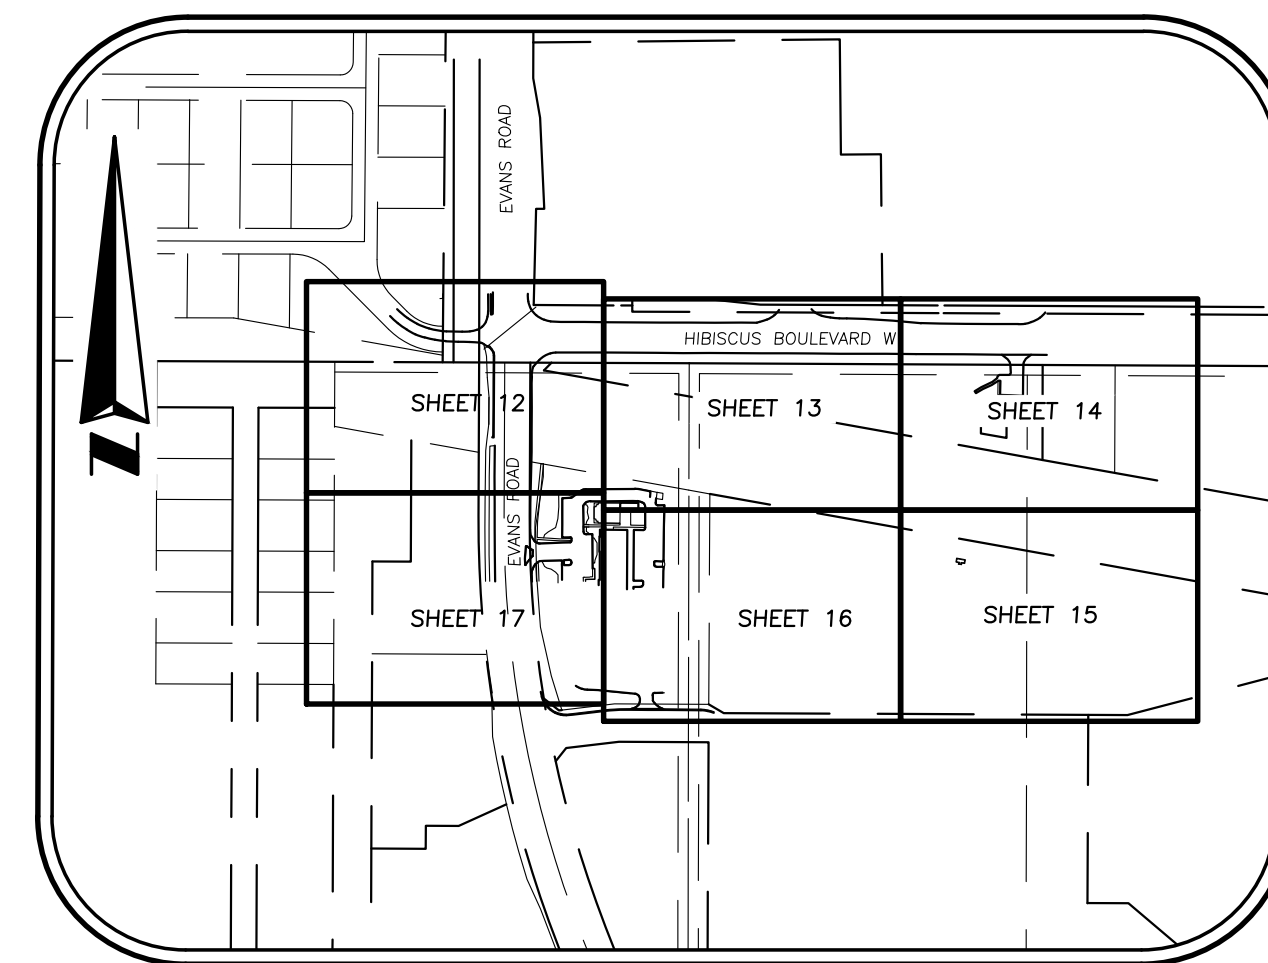 EVANS ROAD
HIBISCUS BOULEVARD W
SHEET 12
SHEET 13
SHEET 14
EVANS ROAD
SHEET 17
SHEET 16
SHEET 15
N